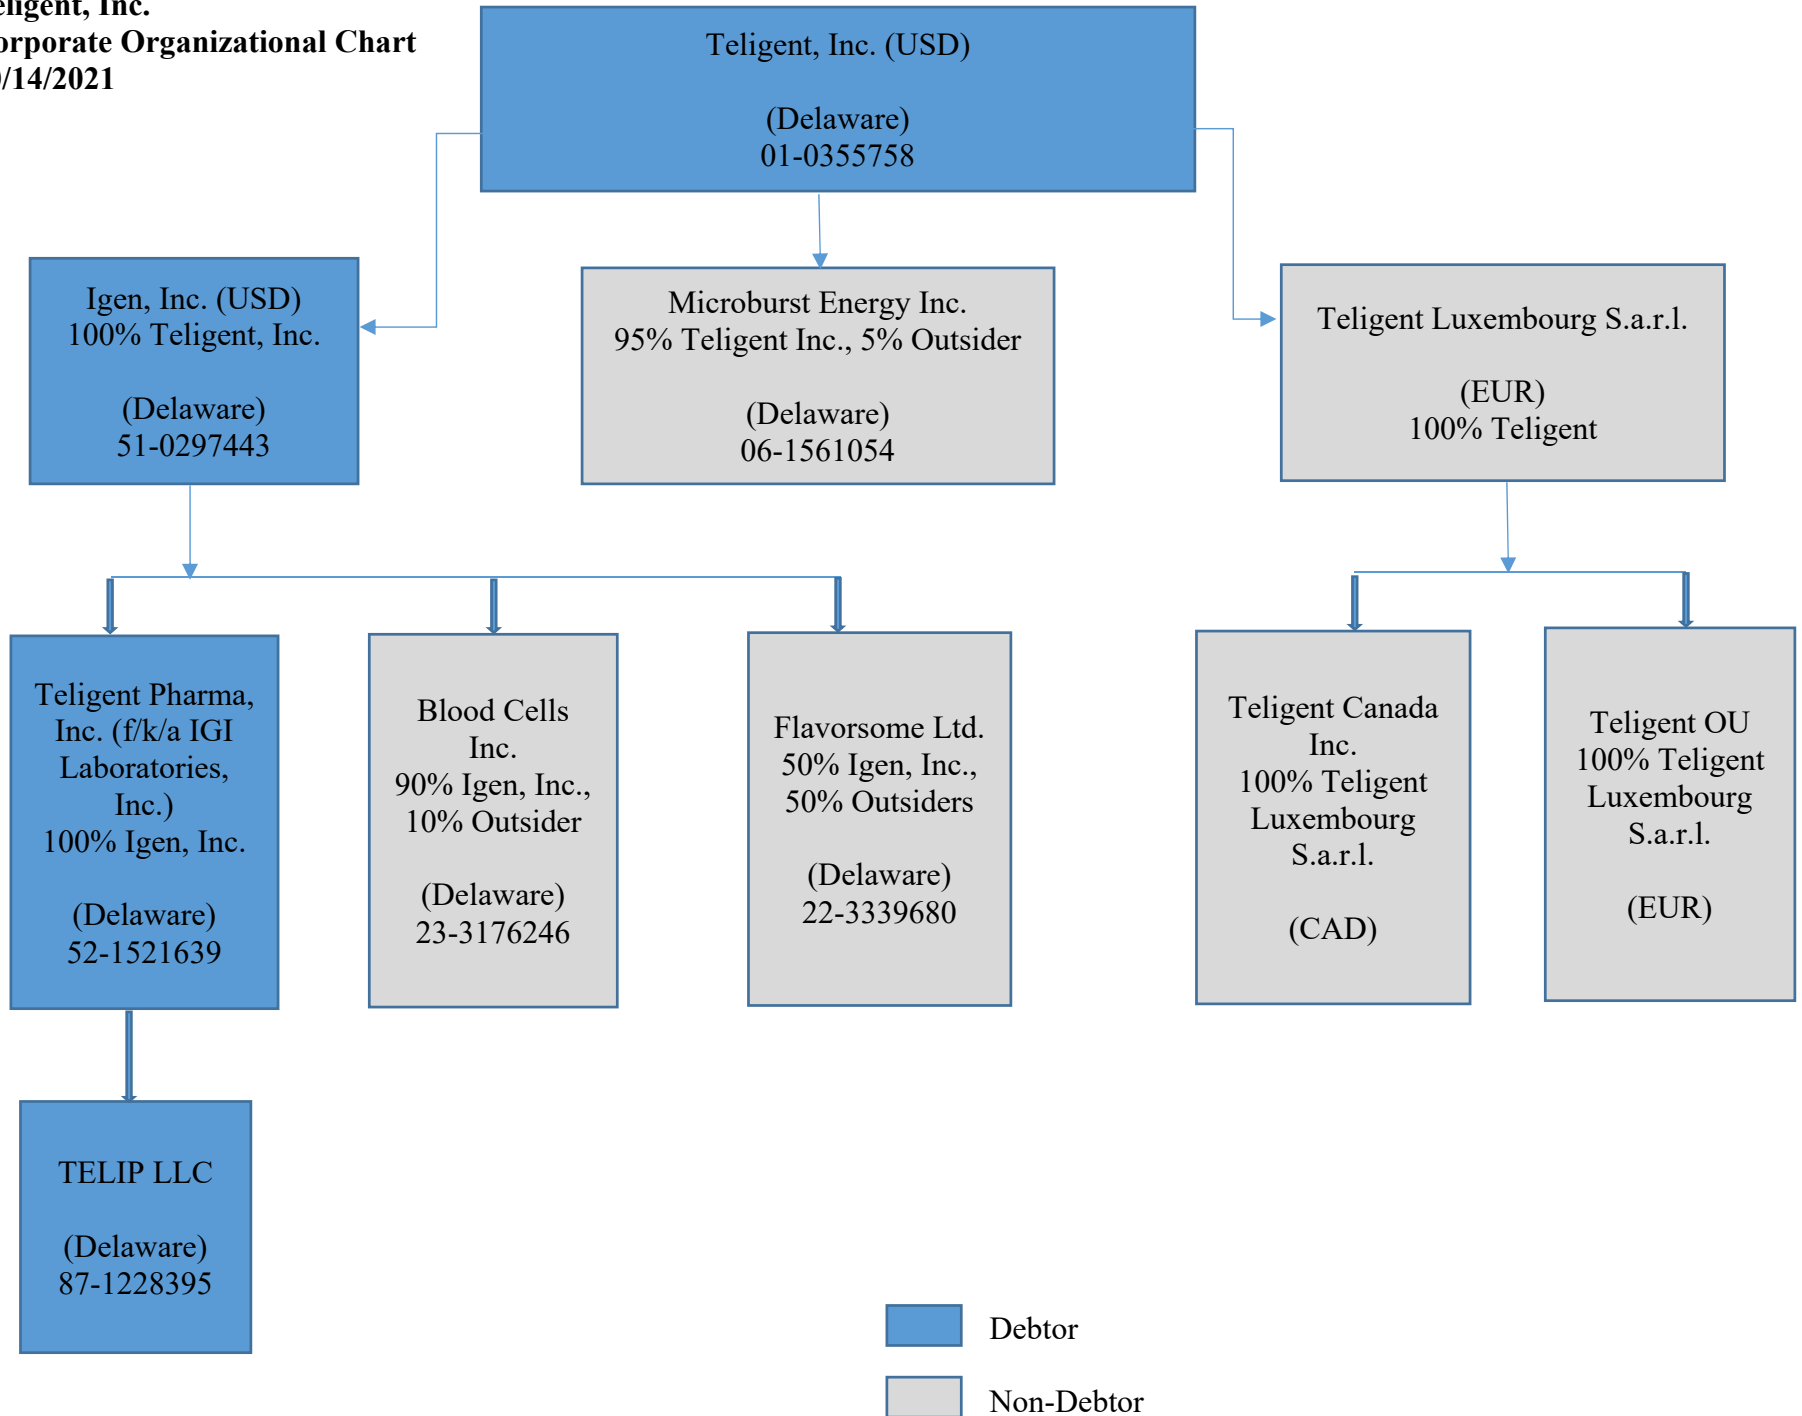 eligent, Inc.
orporate Organizational Chart
/14/2021
Teligent, Inc. (USD)
(Delaware)
01-0355758
Igen, Inc. (USD)
100% Teligent, Inc.
(Delaware)
51-0297443
Microburst Energy Inc.
95% Teligent Inc., 5% Outsider
(Delaware)
06-1561054
Teligent Luxembourg S.a.r.l.
(EUR)
100% Teligent
Teligent Pharma,
Inc. (f/k/a IGI
Laboratories,
Inc.)
100% Igen, Inc.
(Delaware)
52-1521639
Blood Cells
Inc.
90% Igen, Inc.,
10% Outsider
(Delaware)
23-3176246
Flavorsome Ltd.
50% Igen, Inc.,
50% Outsiders
(Delaware)
22-3339680
Teligent Canada
Inc.
100% Teligent
Luxembourg
S.a.r.l.
(CAD)
Teligent OU
100% Teligent
Luxembourg
S.a.r.l.
(EUR)
TELIP LLC
(Delaware)
87-1228395
Debtor
Non-Debtor